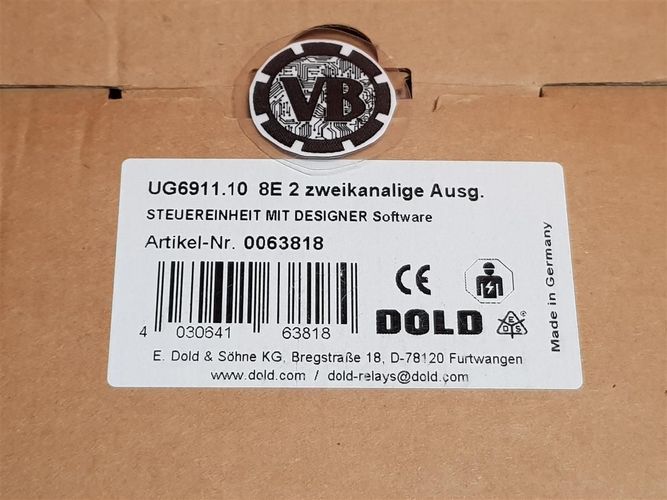 VB
UG6911.10 8E 2 zweikanalige Ausg.
STEUEREINHEIT MIT DESIGNER Software
Artikel-Nr. 0063818
CE
4 030641 63818
DOLD
EDS
Made in Germany
E. Dold & Söhne KG, Bregstraße 18, D-78120 Furtwangen
www.dold.com / dold-relays@dold.com